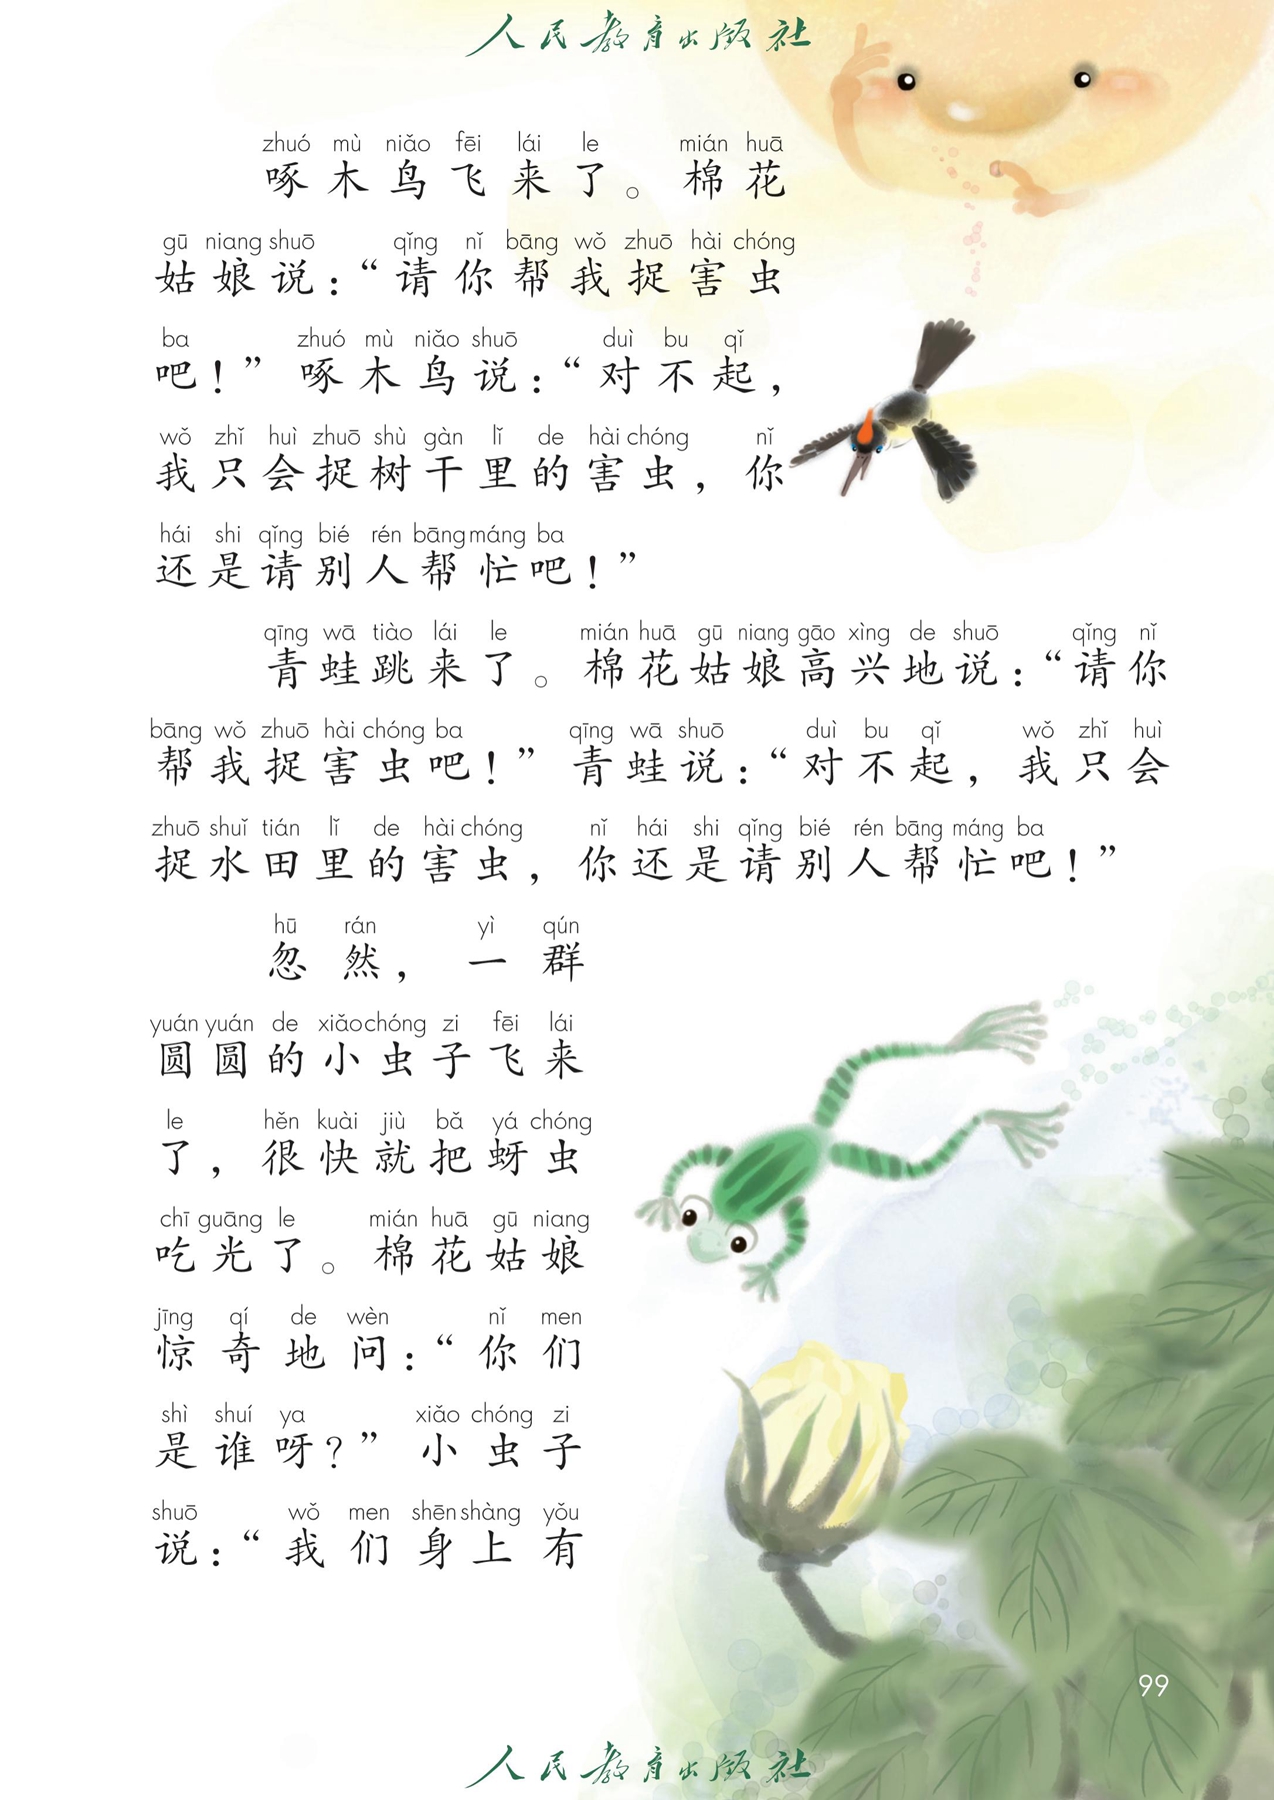 人民教育出版社
zhuó mù niǎo fēi lái le mián huā
啄木鸟飞来了。棉花
gū niang shuō qǐng nǐ bāng wǒ zhuō hài chóng
姑娘说：“请你帮我捉害虫
ba zhuó mù niǎo shuō duì bu qǐ
吧！”啄木鸟说：“对不起，
wǒ zhǐ huì zhuō shù gàn lǐ de hài chóng nǐ
我只会捉树干里的害虫，你
hái shi qǐng bié rén bāng máng ba
还是请别人帮忙吧！”
qīng wā tiào lái le mián huā gū niang gāo xìng de shuō qǐng nǐ
青蛙跳来了。棉花姑娘高兴地说：“请你
bāng wǒ zhuō hài chóng ba qīng wā shuō duì bu qǐ wǒ zhǐ huì
帮我捉害虫吧！”青蛙说：“对不起，我只会
zhuō shuǐ tián lǐ de hài chóng nǐ hái shi qǐng bié rén bāng máng ba
捉水田里的害虫，你还是请别人帮忙吧！”
hū rán yì qún
忽然，一群
yuán yuán de xiǎo chóng zi fēi lái
圆圆的小虫子飞来
le hěn kuài jiù bǎ yá chóng
了，很快就把蚜虫
chī guāng le mián huā gū niang
吃光了。棉花姑娘
jīng qí de wèn nǐ men
惊奇地问：“你们
shì shuí ya xiǎo chóng zi
是谁呀？”小虫子
shuō wǒ men shēn shàng yǒu
说：“我们身上有
99
人民教育出版社